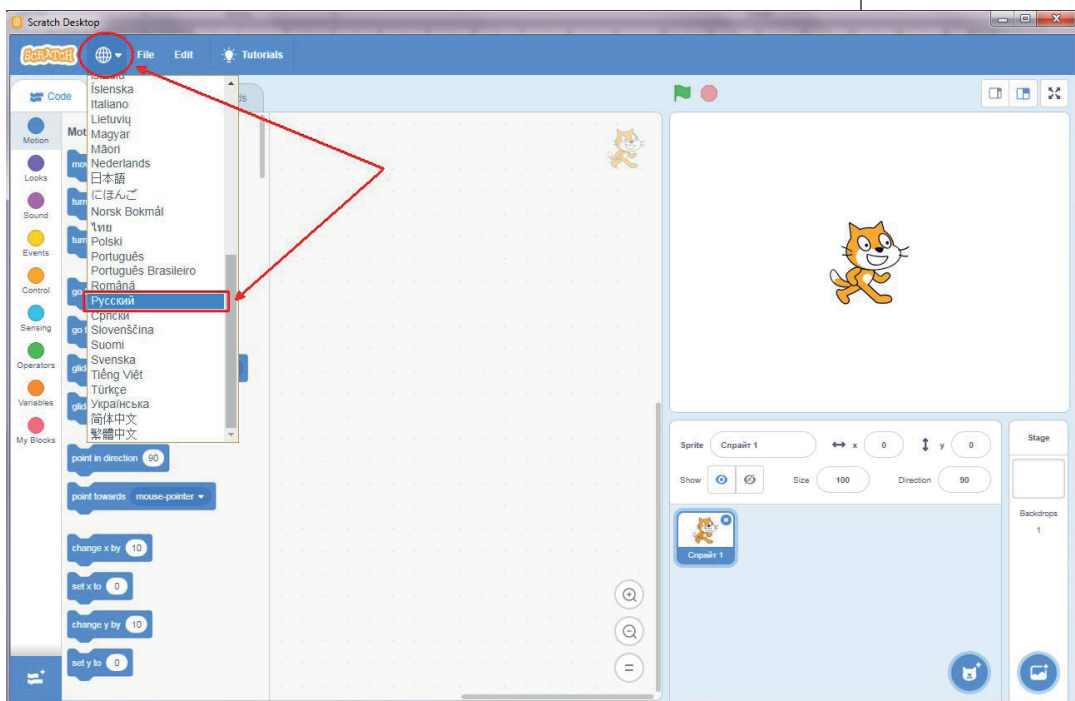 Scratch Desktop
SCRATCH File Edit Tutorials
Code
Íslenska
Italiano
Lietuvių
Magyar
Māori
Nederlands
日本語
にほんご
Norsk Bokmål
ไทย
Polski
Português
Português Brasileiro
Română
Русский
Српски
Slovenščina
Suomi
Svenska
Tiếng Việt
Türkçe
Українська
简体中文
繁體中文
Motion
Looks
Sound
Events
Control
Sensing
Operators
Variables
My Blocks
point in direction 90
point towards mouse-pointer
change x by 10
set x to 0
change y by 10
set y to 0
Sprite Спрайт 1 x 0 y 0
Show Size 100 Direction 90
Спрайт 1
Stage
Backdrops
1